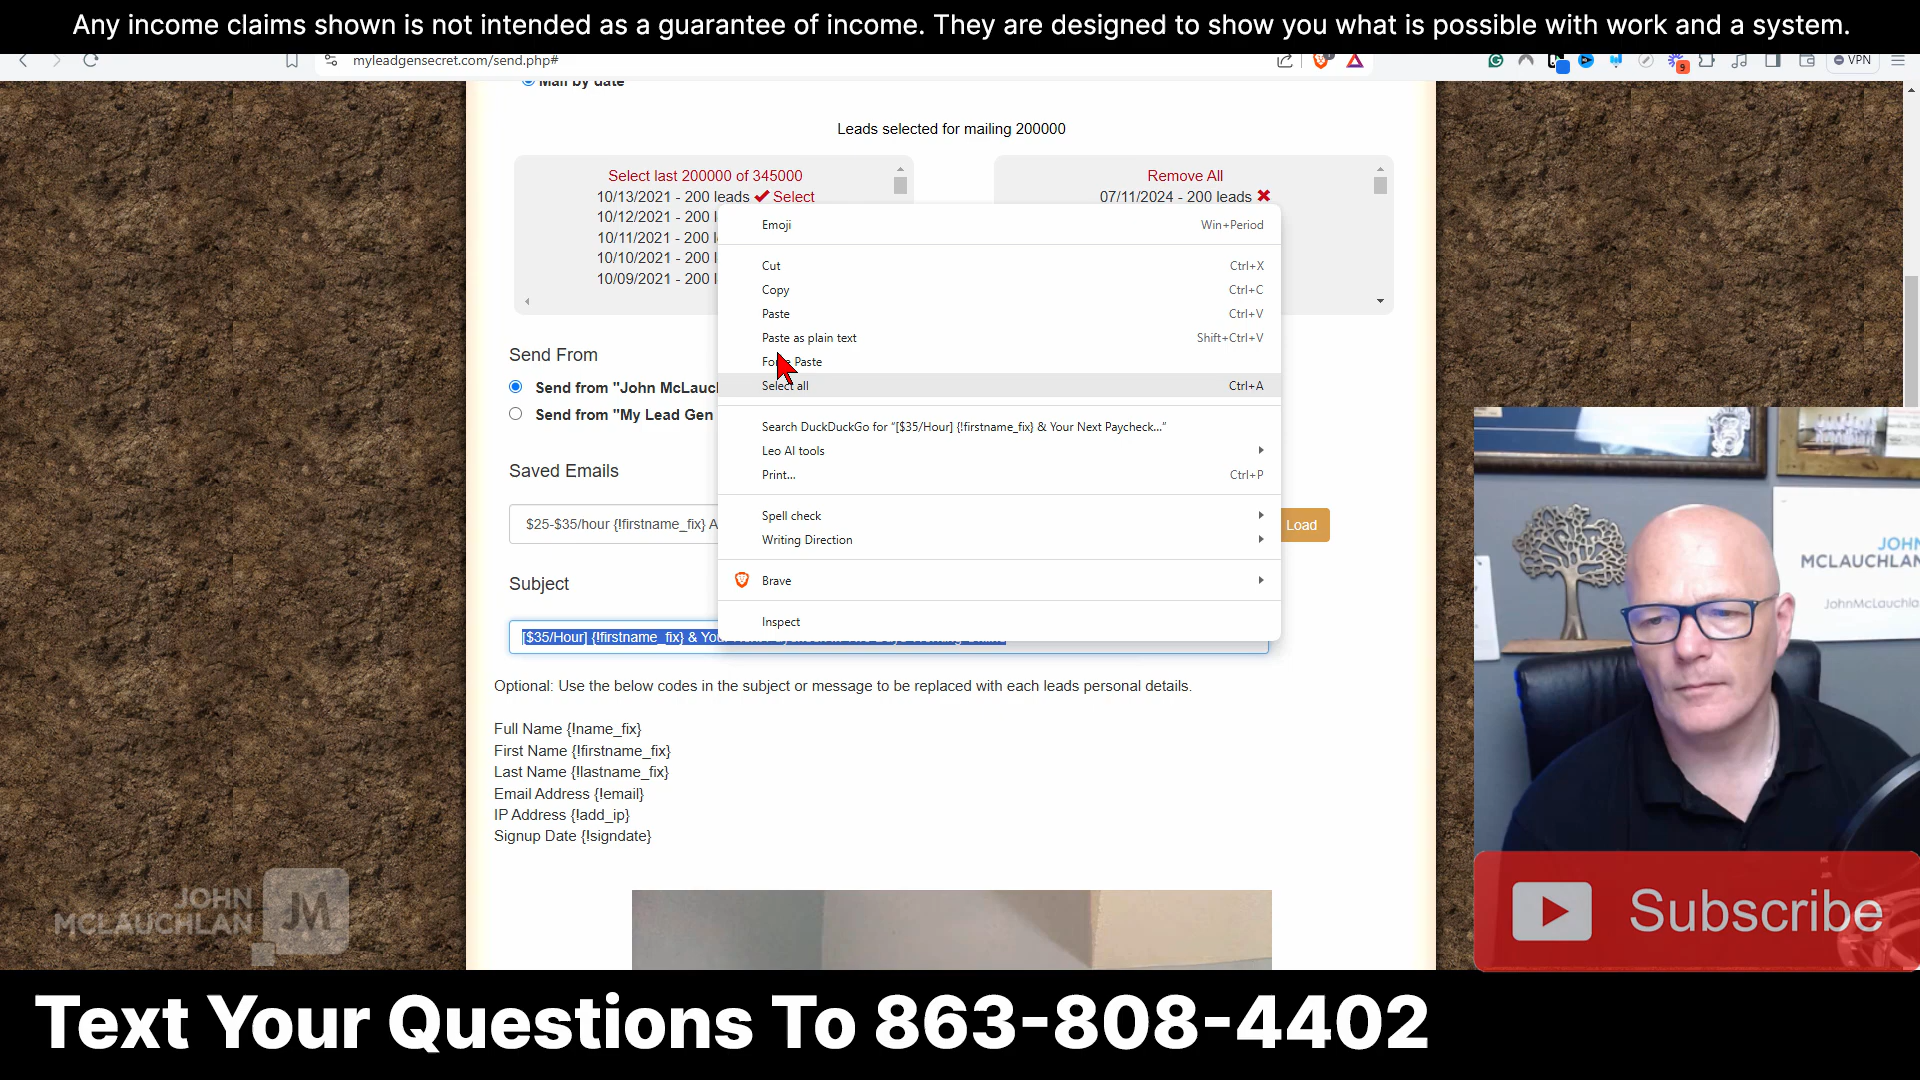 Any income claims shown is not intended as a guarantee of income. They are designed to show you what is possible with work and a system.
myleadgensecret.com/send.php#
9
VPN
Mail by date
Leads selected for mailing 200000
Select last 200000 of 345000
10/13/2021 - 200 leads Select
10/12/2021 - 200 l
10/11/2021 - 200 l
10/10/2021 - 200 l
10/09/2021 - 200 l
Remove All
07/11/2024 - 200 leads
Emoji Win+Period
Cut Ctrl+X
Copy Ctrl+C
Paste Ctrl+V
Paste as plain text Shift+Ctrl+V
Paste
Select all Ctrl+A
Search DuckDuckGo for “[$35/Hour] {!firstname_fix} & Your Next Paycheck...”
Leo AI tools
Print... Ctrl+P
Spell check
Writing Direction
Brave
Inspect
Send From
Send from "John McLaucl
Send from "My Lead Gen
Saved Emails
$25-$35/hour {!firstname_fix} A
Load
Subject
[$35/Hour] {!firstname_fix} & You
Optional: Use the below codes in the subject or message to be replaced with each leads personal details.
Full Name {!name_fix}
First Name {!firstname_fix}
Last Name {!lastname_fix}
Email Address {!email}
IP Address {!add_ip}
Signup Date {!signdate}
JOHN
MCLAUCHLAN
JohnMcLauchla
JOHN
MCLAUCHLAN
JM
Subscribe
Text Your Questions To 863-808-4402